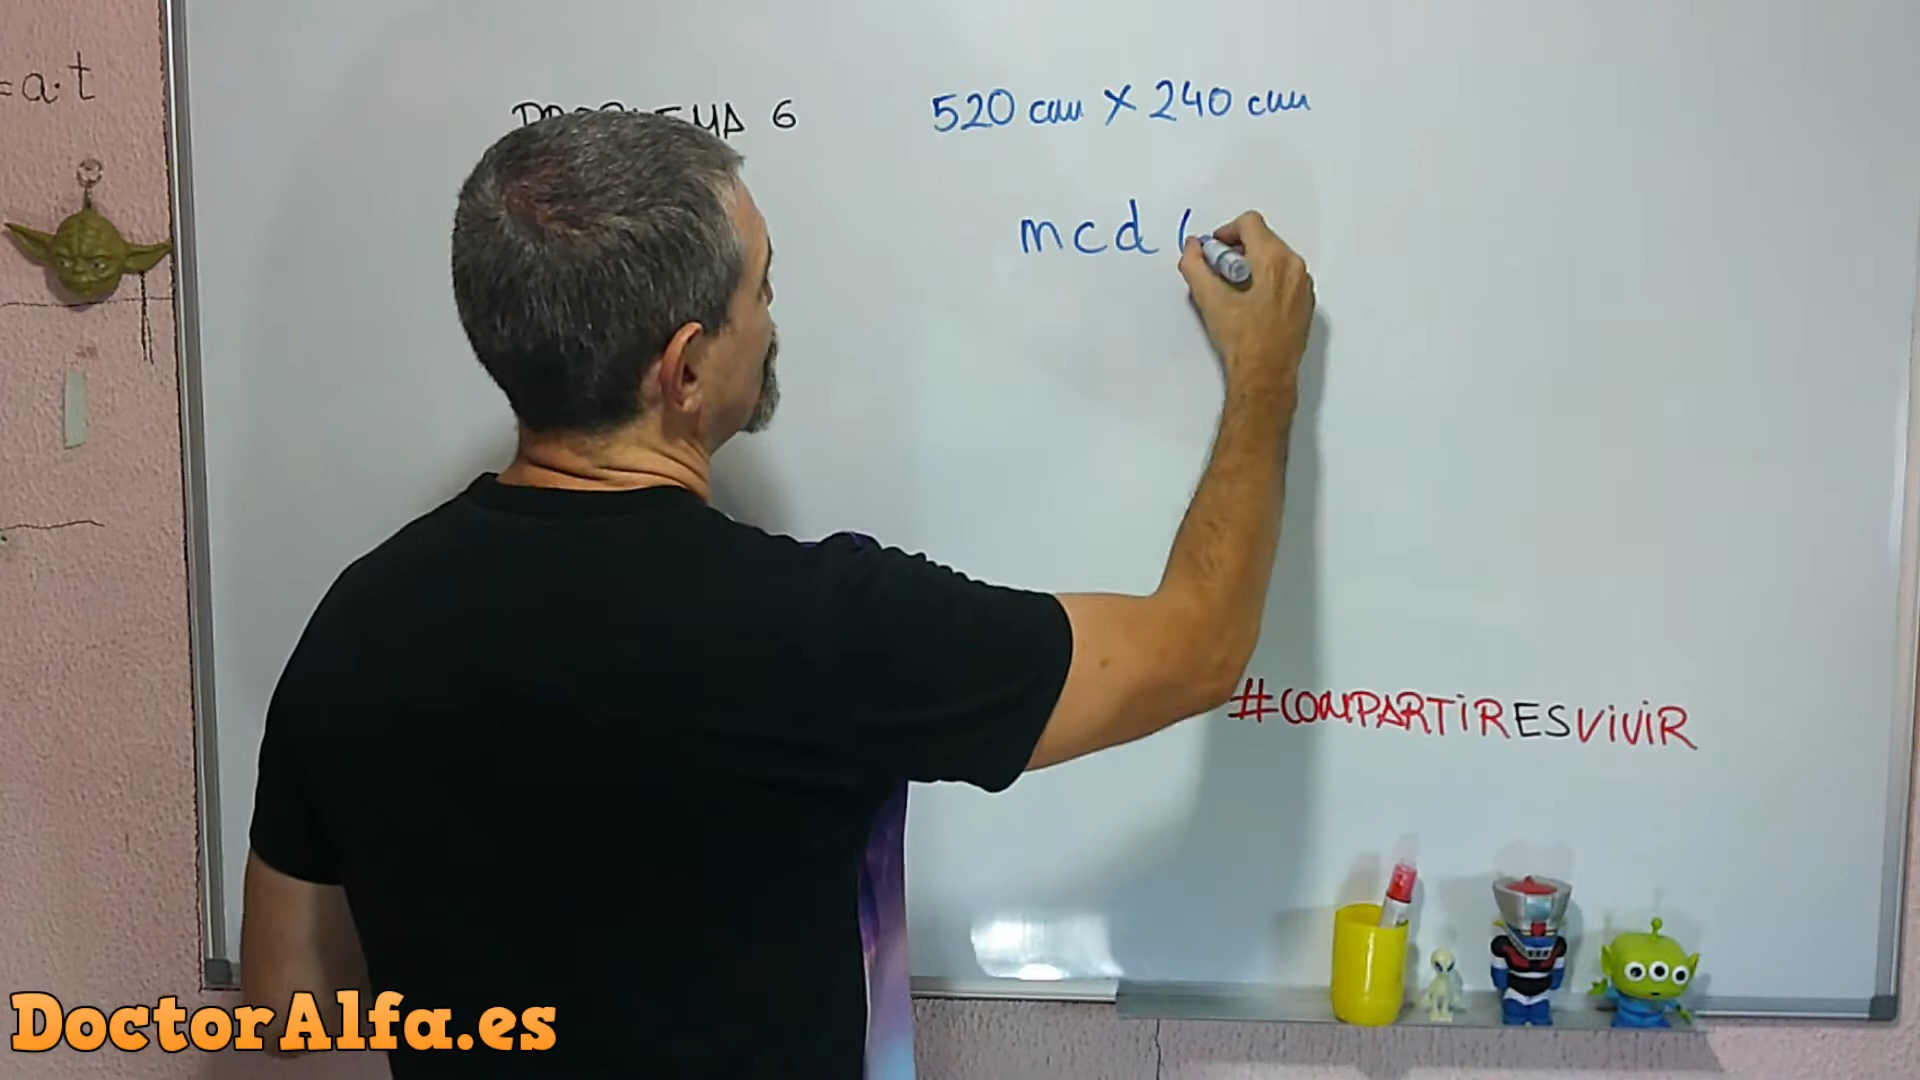 =a·t
PROBLEMA 6
520 cm X 240 cm
mcd (
#COMPARTIRESVIVIR
DoctorAlfa.es